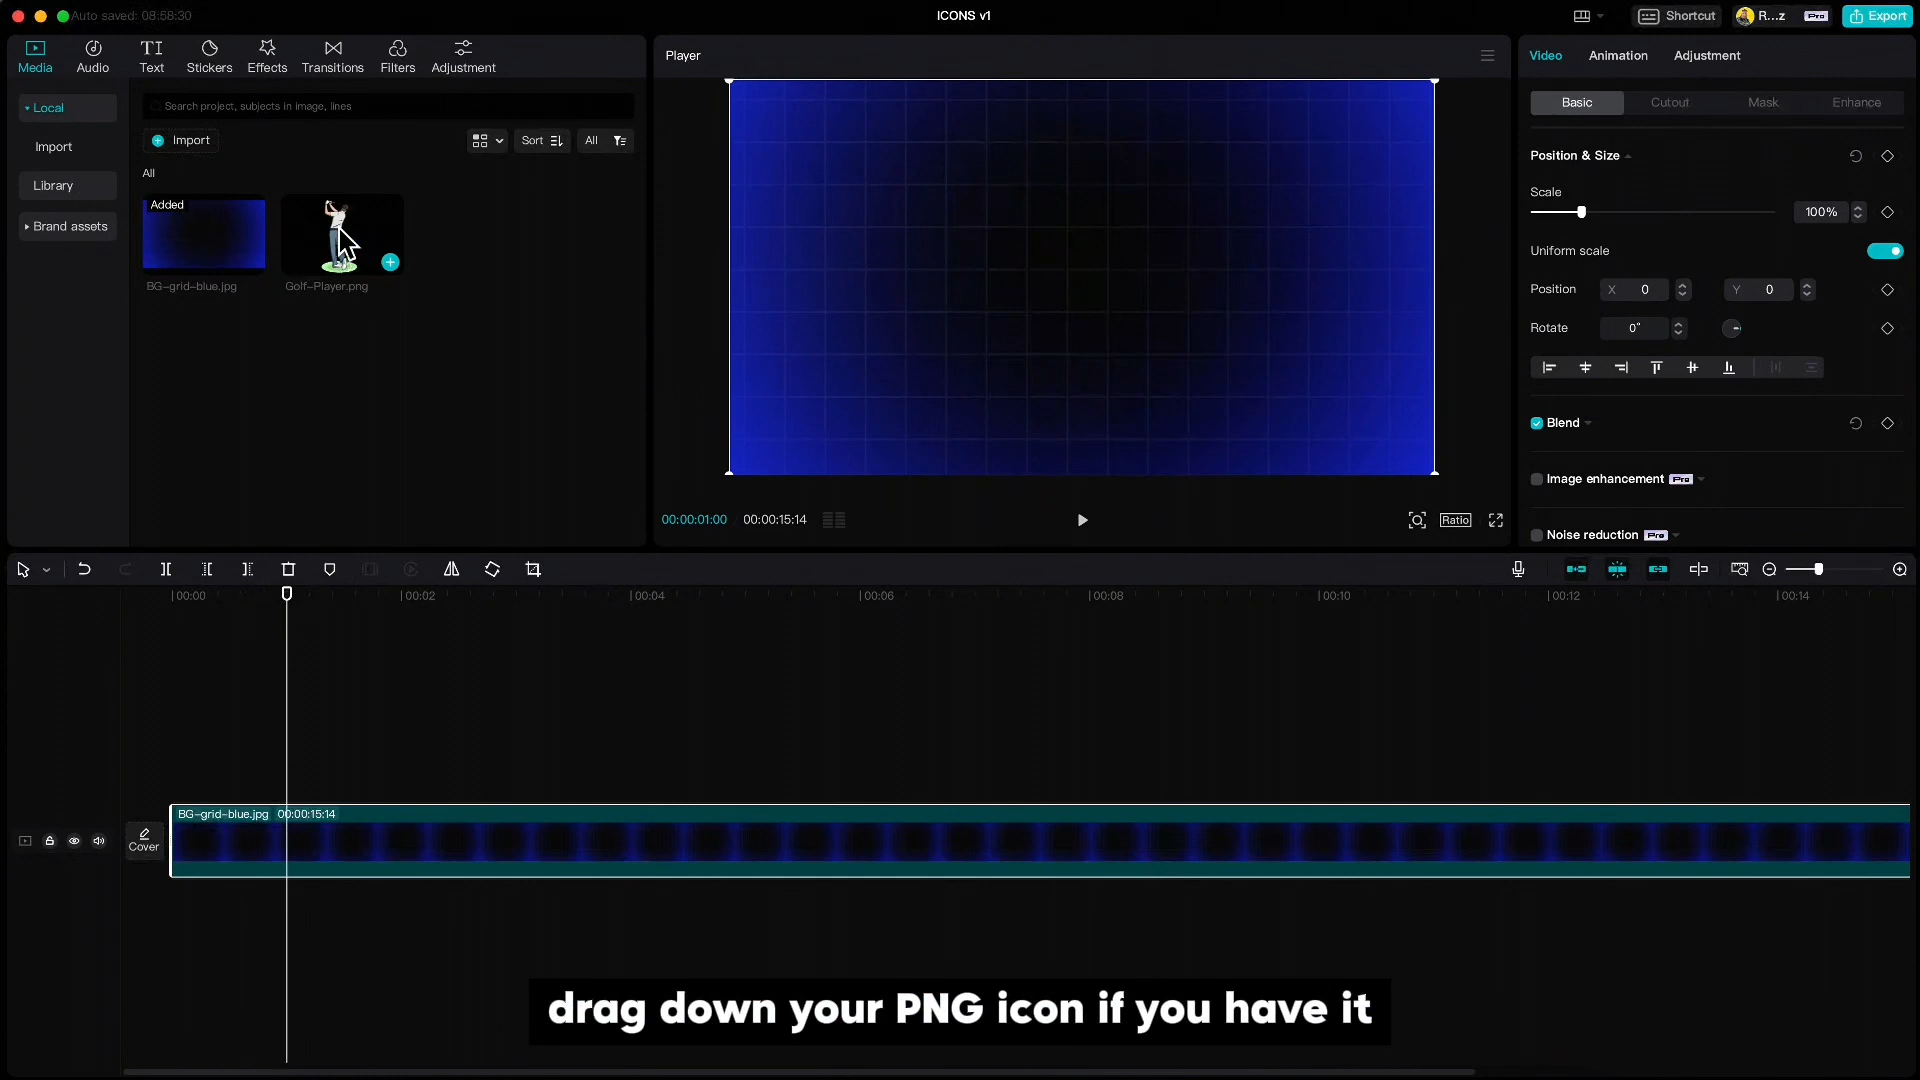 Auto saved: 08:58:30
ICONS v1
Shortcut
R...z
Pro
Export
Media
Audio
TI
Text
Stickers
Effects
Transitions
Filters
Adjustment
Player
Video
Animation
Adjustment
Local
Import
Library
Brand assets
Search project, subjects in image, lines
Import
Sort
All
All
Added
BG-grid-blue.jpg
Golf-Player.png
Basic
Cutout
Mask
Enhance
Position & Size
Scale
100%
Uniform scale
Position
X 0
Y 0
Rotate
0°
Blend
Image enhancement Pro
Noise reduction Pro
00:00:01:00
00:00:15:14
Ratio
00:00
00:02
00:04
00:06
00:08
00:10
00:12
00:14
BG-grid-blue.jpg 00:00:15:14
Cover
drag down your PNG icon if you have it